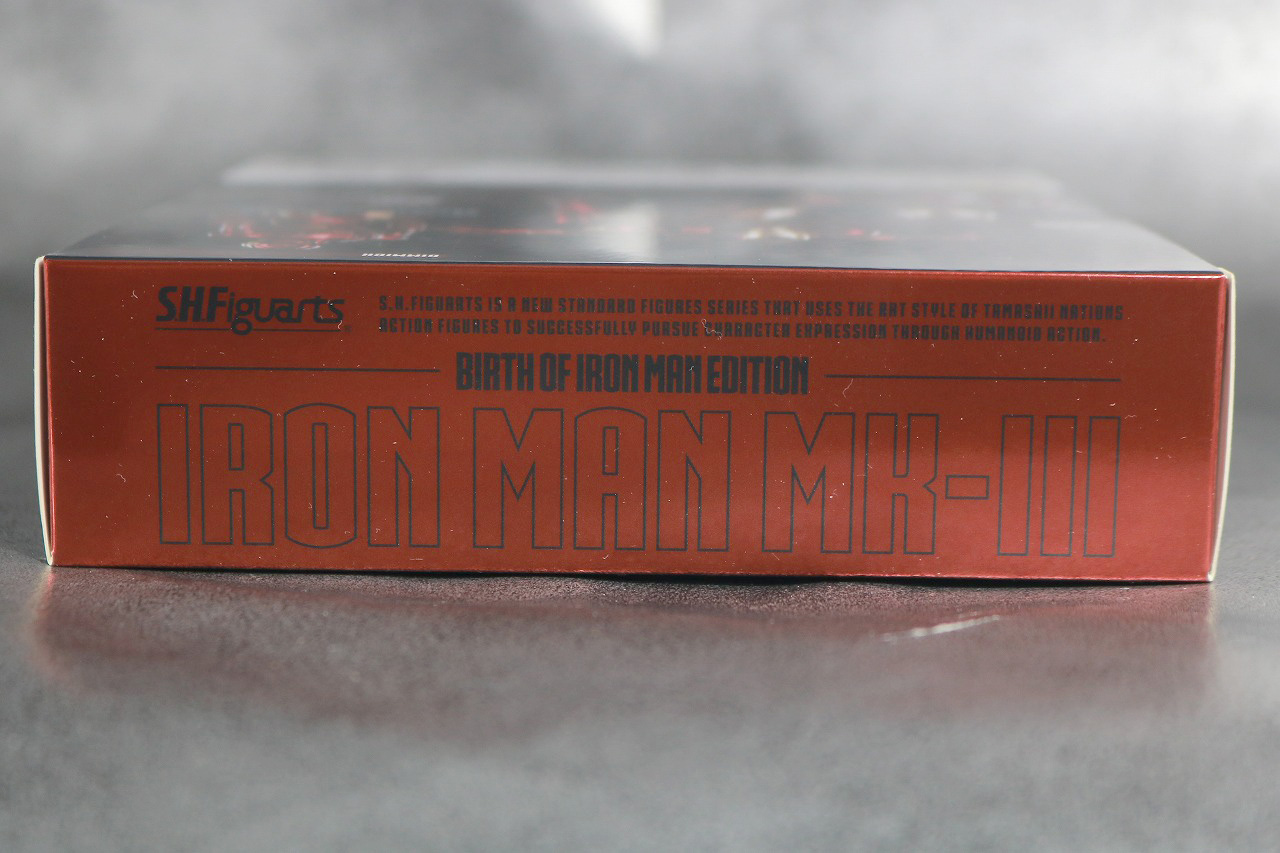 S.H.Figuarts
S.H.FIGUARTS IS A NEW STANDARD FIGURES SERIES THAT USES THE ART STYLE OF TAMASHII NATIONS
ACTION FIGURES TO SUCCESSFULLY PURSUE CHARACTER EXPRESSION THROUGH HUMANOID ACTION.
BIRTH OF IRON MAN EDITION
IRON MAN MK-III